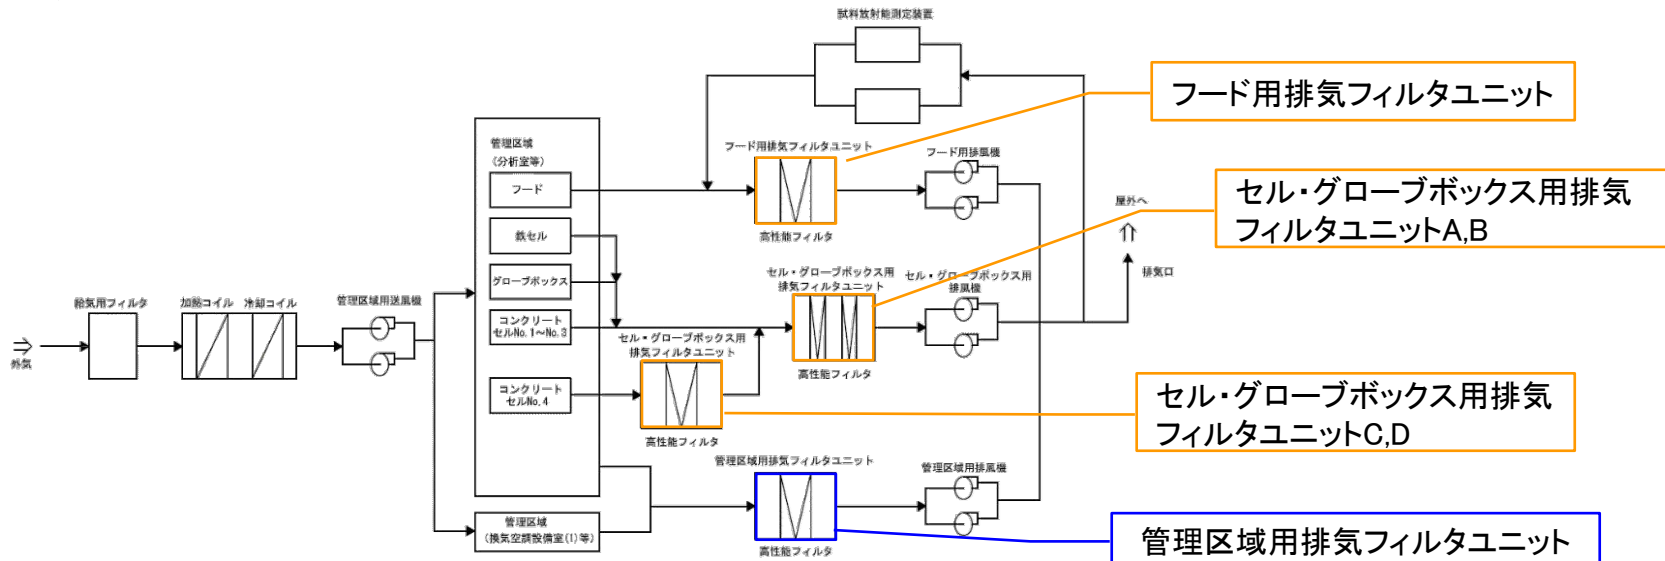 試料放射能測定装置
フード用排気フィルタユニット
管理区域
(分析室等)
フード
鉄セル
グローブボックス
コンクリート
セルNo.1～No.3
コンクリート
セルNo.4
フード用排気フィルタユニット
高性能フィルタ
フード用排風機
セル・グローブボックス用排気
フィルタユニットA,B
屋外へ
排気口
セル・グローブボックス用
排気フィルタユニット
高性能フィルタ
セル・グローブボックス用
排風機
給気用フィルタ
加熱コイル
冷却コイル
管理区域用送風機
外気
セル・グローブボックス用
排気フィルタユニット
高性能フィルタ
セル・グローブボックス用排気
フィルタユニットC,D
管理区域用排気フィルタユニット
高性能フィルタ
管理区域用排風機
管理区域
(換気空調設備室(1)等)
管理区域用排気フィルタユニット